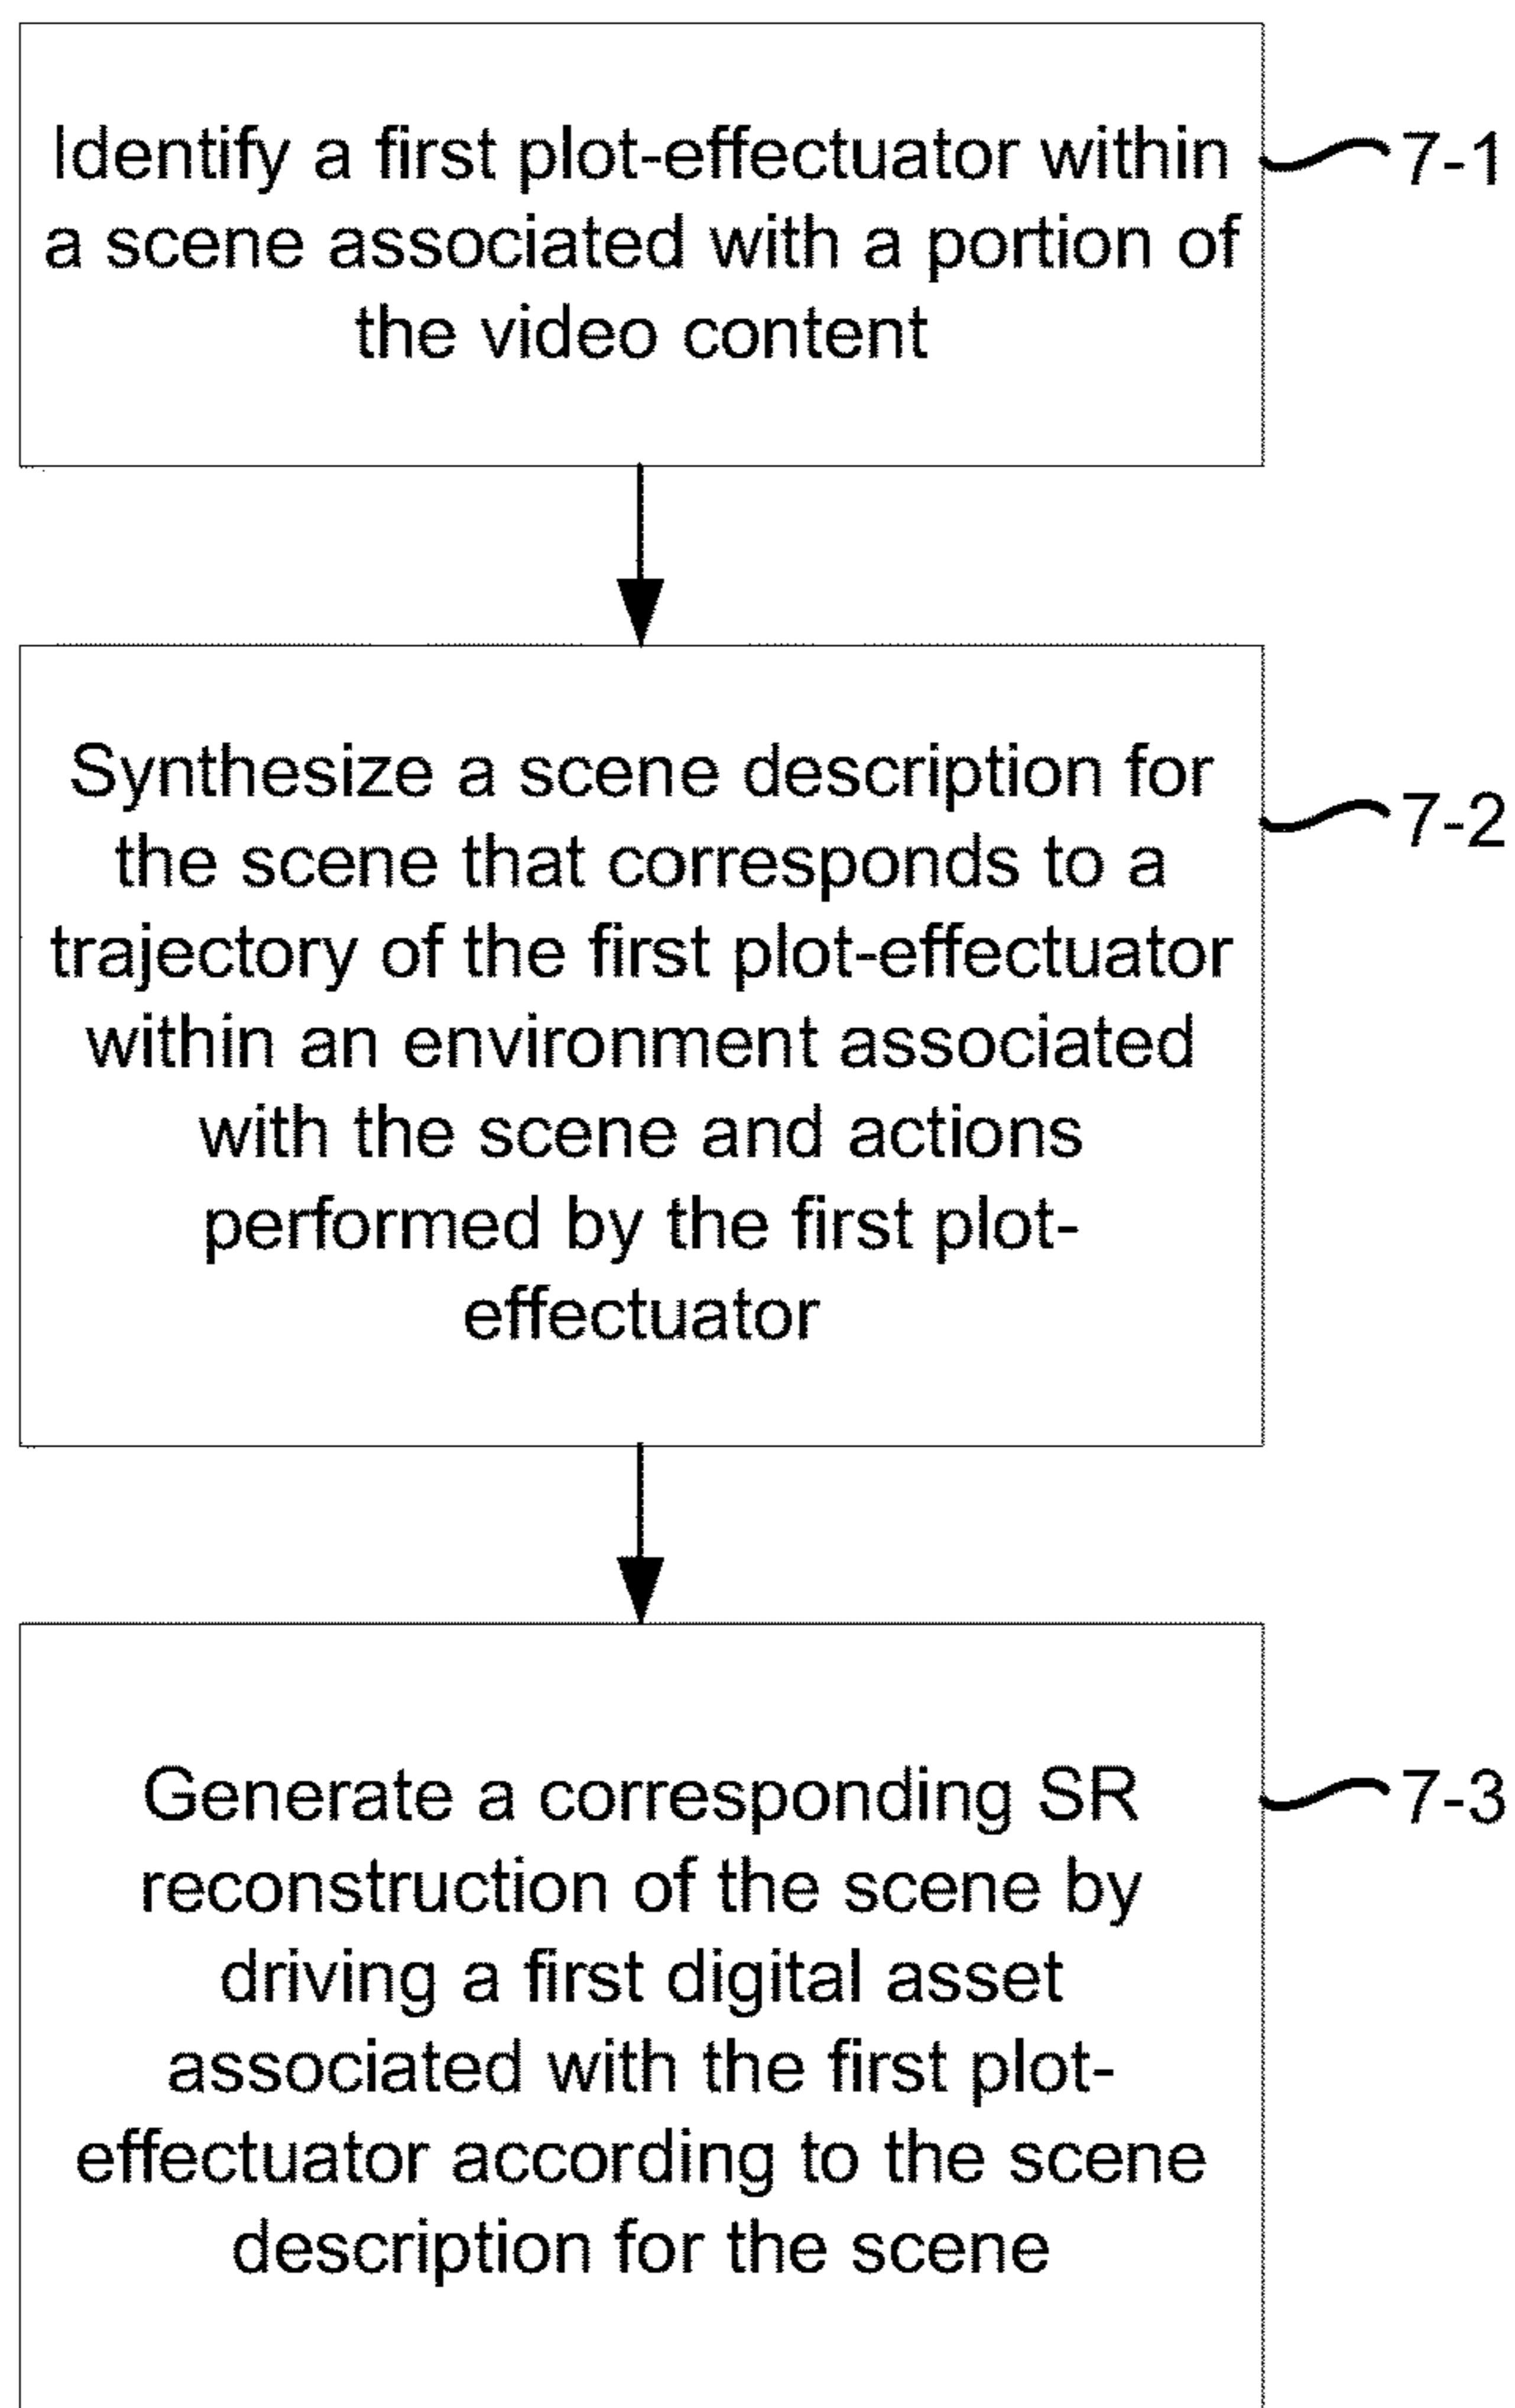 Identify a first plot-effectuator within
a scene associated with a portion of
the video content
7-1
Synthesize a scene description for
the scene that corresponds to a
trajectory of the first plot-effectuator
within an environment associated
with the scene and actions
performed by the first plot-
effectuator
7-2
Generate a corresponding SR
reconstruction of the scene by
driving a first digital asset
associated with the first plot-
effectuator according to the scene
description for the scene
7-3